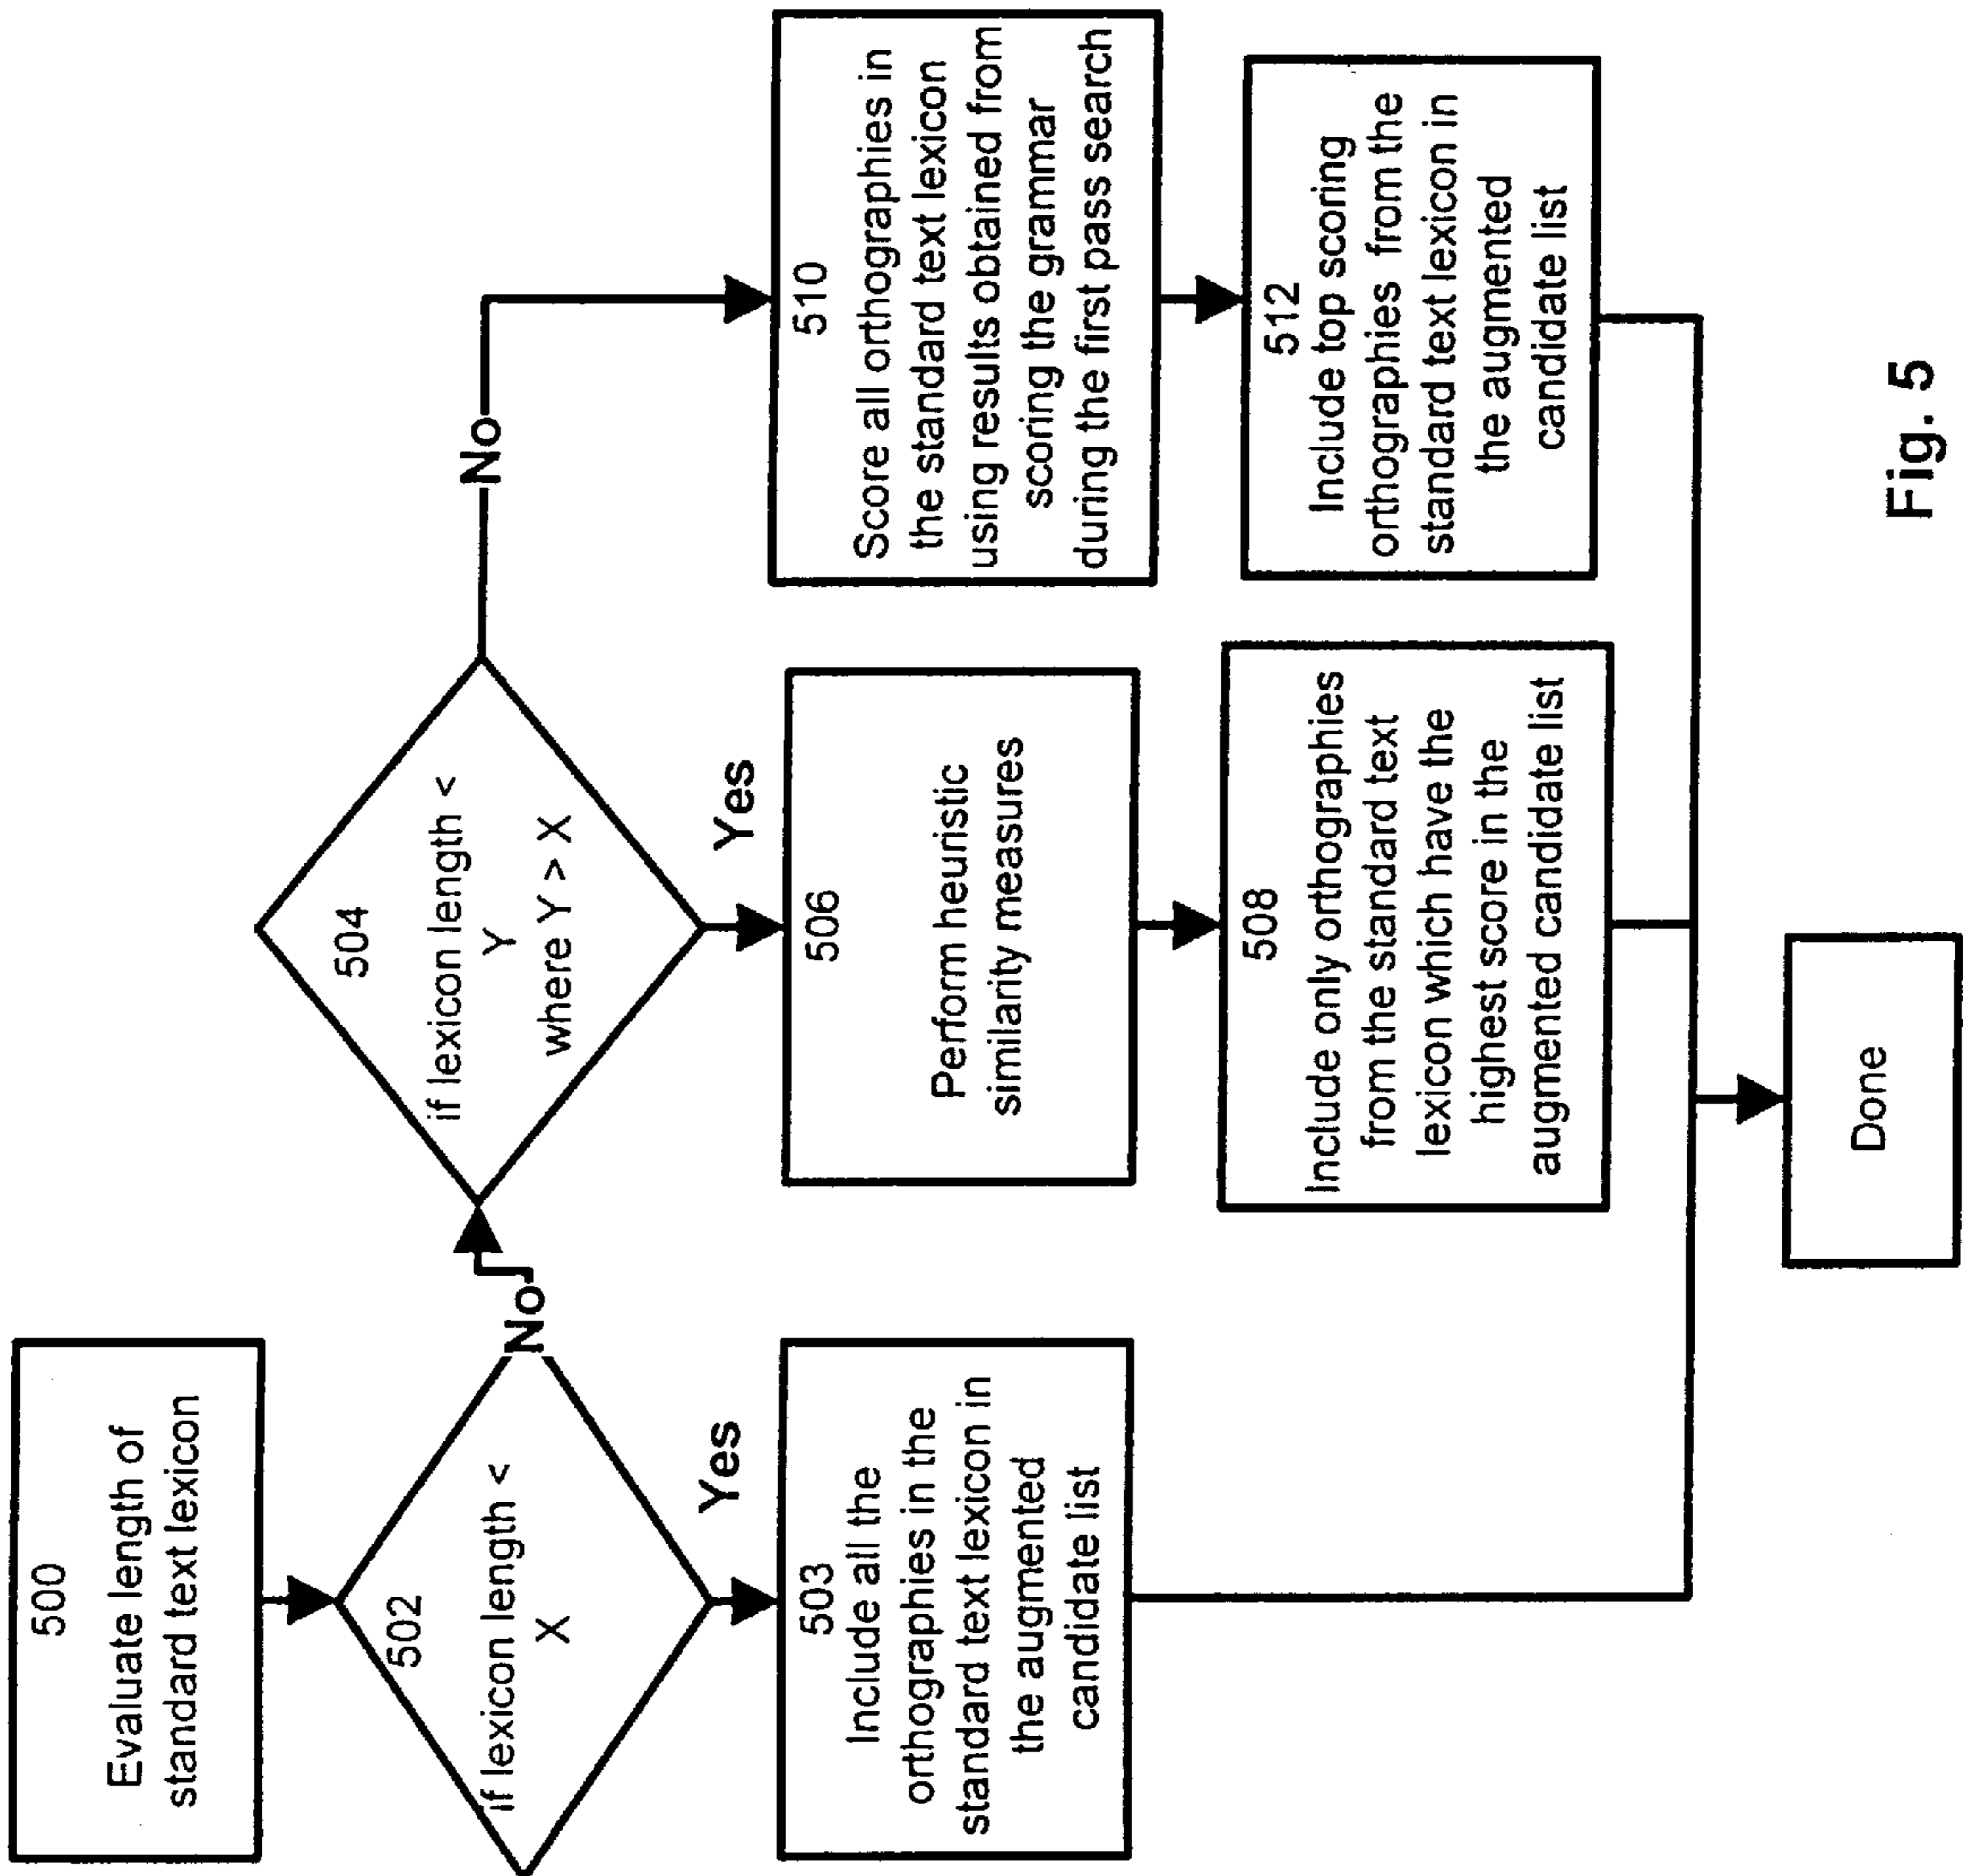 500
Evaluate length of
standard text lexicon
502
if lexicon length <
X
No
Yes
503
Include all the
orthographies in the
standard text lexicon in
the augmented
candidate list
504
if lexicon length <
Y
where Y > X
No
Yes
506
Perform heuristic
similarity measures
508
Include only orthographies
from the standard text
lexicon which have the
highest score in the
augmented candidate list
510
Score all orthographies in
the standard text lexicon
using results obtained from
scoring the grammar
during the first pass search
512
Include top scoring
orthographies from the
standard text lexicon in
the augmented
candidate list
Done
Fig. 5